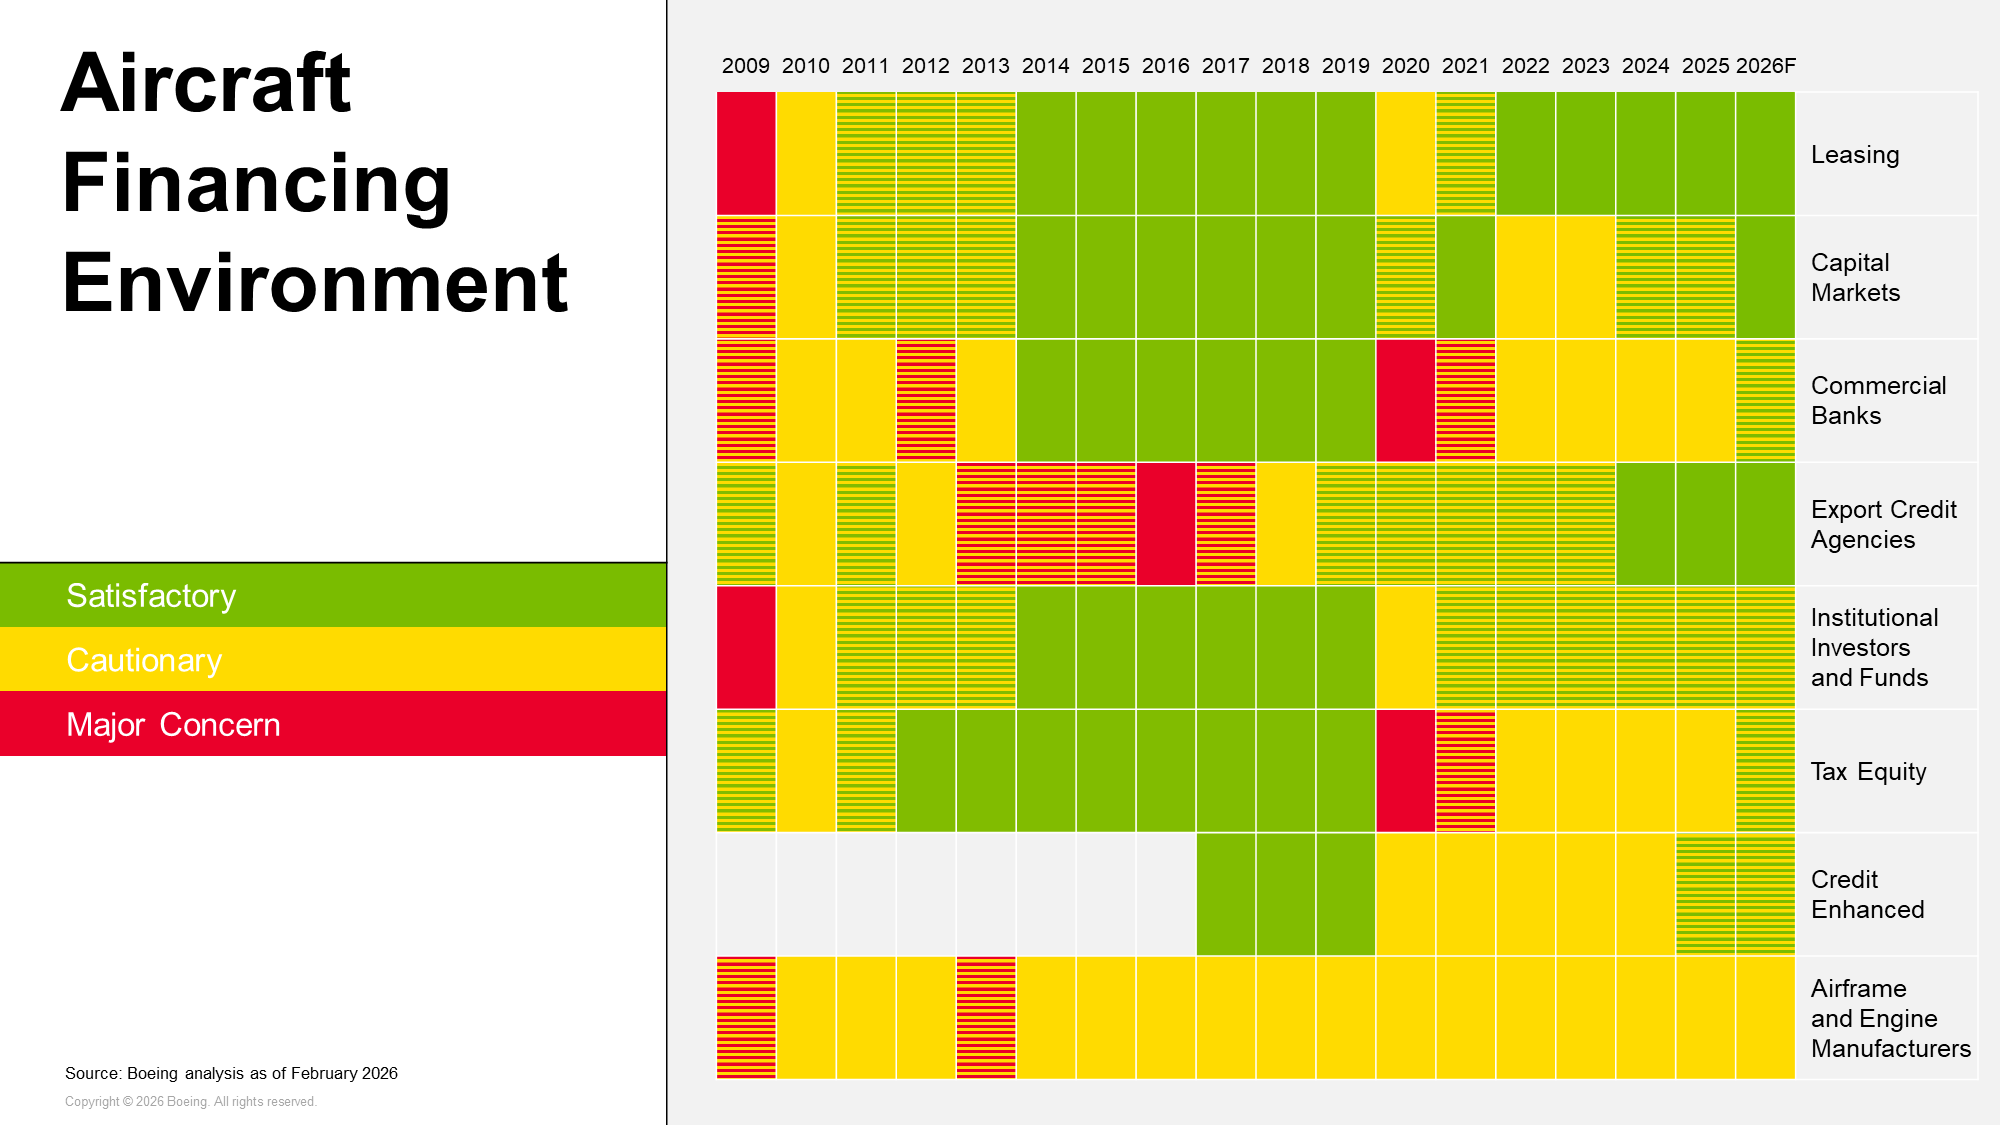 Aircraft
Financing
Environment
Satisfactory
Cautionary
Major Concern
Source: Boeing analysis as of February 2026
Copyright © 2026 Boeing. All rights reserved.
2009 2010 2011 2012 2013 2014 2015 2016 2017 2018 2019 2020 2021 2022 2023 2024 2025 2026F
Leasing
Capital
Markets
Commercial
Banks
Export Credit
Agencies
Institutional
Investors
and Funds
Tax Equity
Credit
Enhanced
Airframe
and Engine
Manufacturers